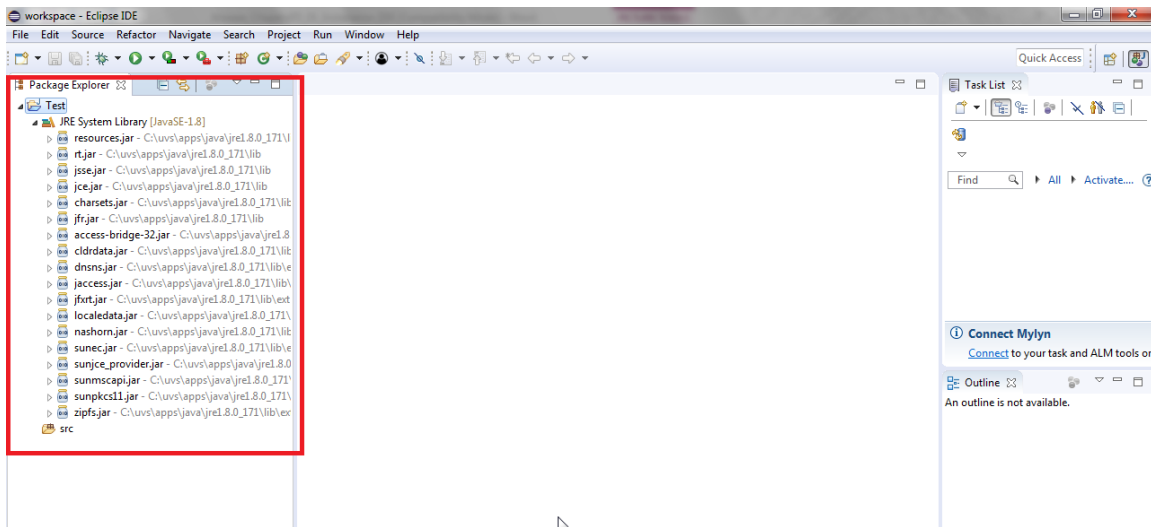 workspace - Eclipse IDE
File Edit Source Refactor Navigate Search Project Run Window Help
Quick Access
Package Explorer
Test
JRE System Library [JavaSE-1.8]
resources.jar - C:\uvs\apps\java\jre1.8.0_171\l
rt.jar - C:\uvs\apps\java\jre1.8.0_171\lib
jsse.jar - C:\uvs\apps\java\jre1.8.0_171\lib
jce.jar - C:\uvs\apps\java\jre1.8.0_171\lib
charsets.jar - C:\uvs\apps\java\jre1.8.0_171\lib
jfr.jar - C:\uvs\apps\java\jre1.8.0_171\lib
access-bridge-32.jar - C:\uvs\apps\java\jre1.8
cldrdata.jar - C:\uvs\apps\java\jre1.8.0_171\lib
dnsns.jar - C:\uvs\apps\java\jre1.8.0_171\lib\e
jaccess.jar - C:\uvs\apps\java\jre1.8.0_171\lib\
jfxrt.jar - C:\uvs\apps\java\jre1.8.0_171\lib\ext
localedata.jar - C:\uvs\apps\java\jre1.8.0_171\
nashorn.jar - C:\uvs\apps\java\jre1.8.0_171\lib
sunec.jar - C:\uvs\apps\java\jre1.8.0_171\lib\e
sunjce_provider.jar - C:\uvs\apps\java\jre1.8.0
sunmscapi.jar - C:\uvs\apps\java\jre1.8.0_171\
sunpkcs11.jar - C:\uvs\apps\java\jre1.8.0_171\
zipfs.jar - C:\uvs\apps\java\jre1.8.0_171\lib\ex
src
Task List
Find All Activate....
Connect Mylyn
Connect to your task and ALM tools or
Outline
An outline is not available.